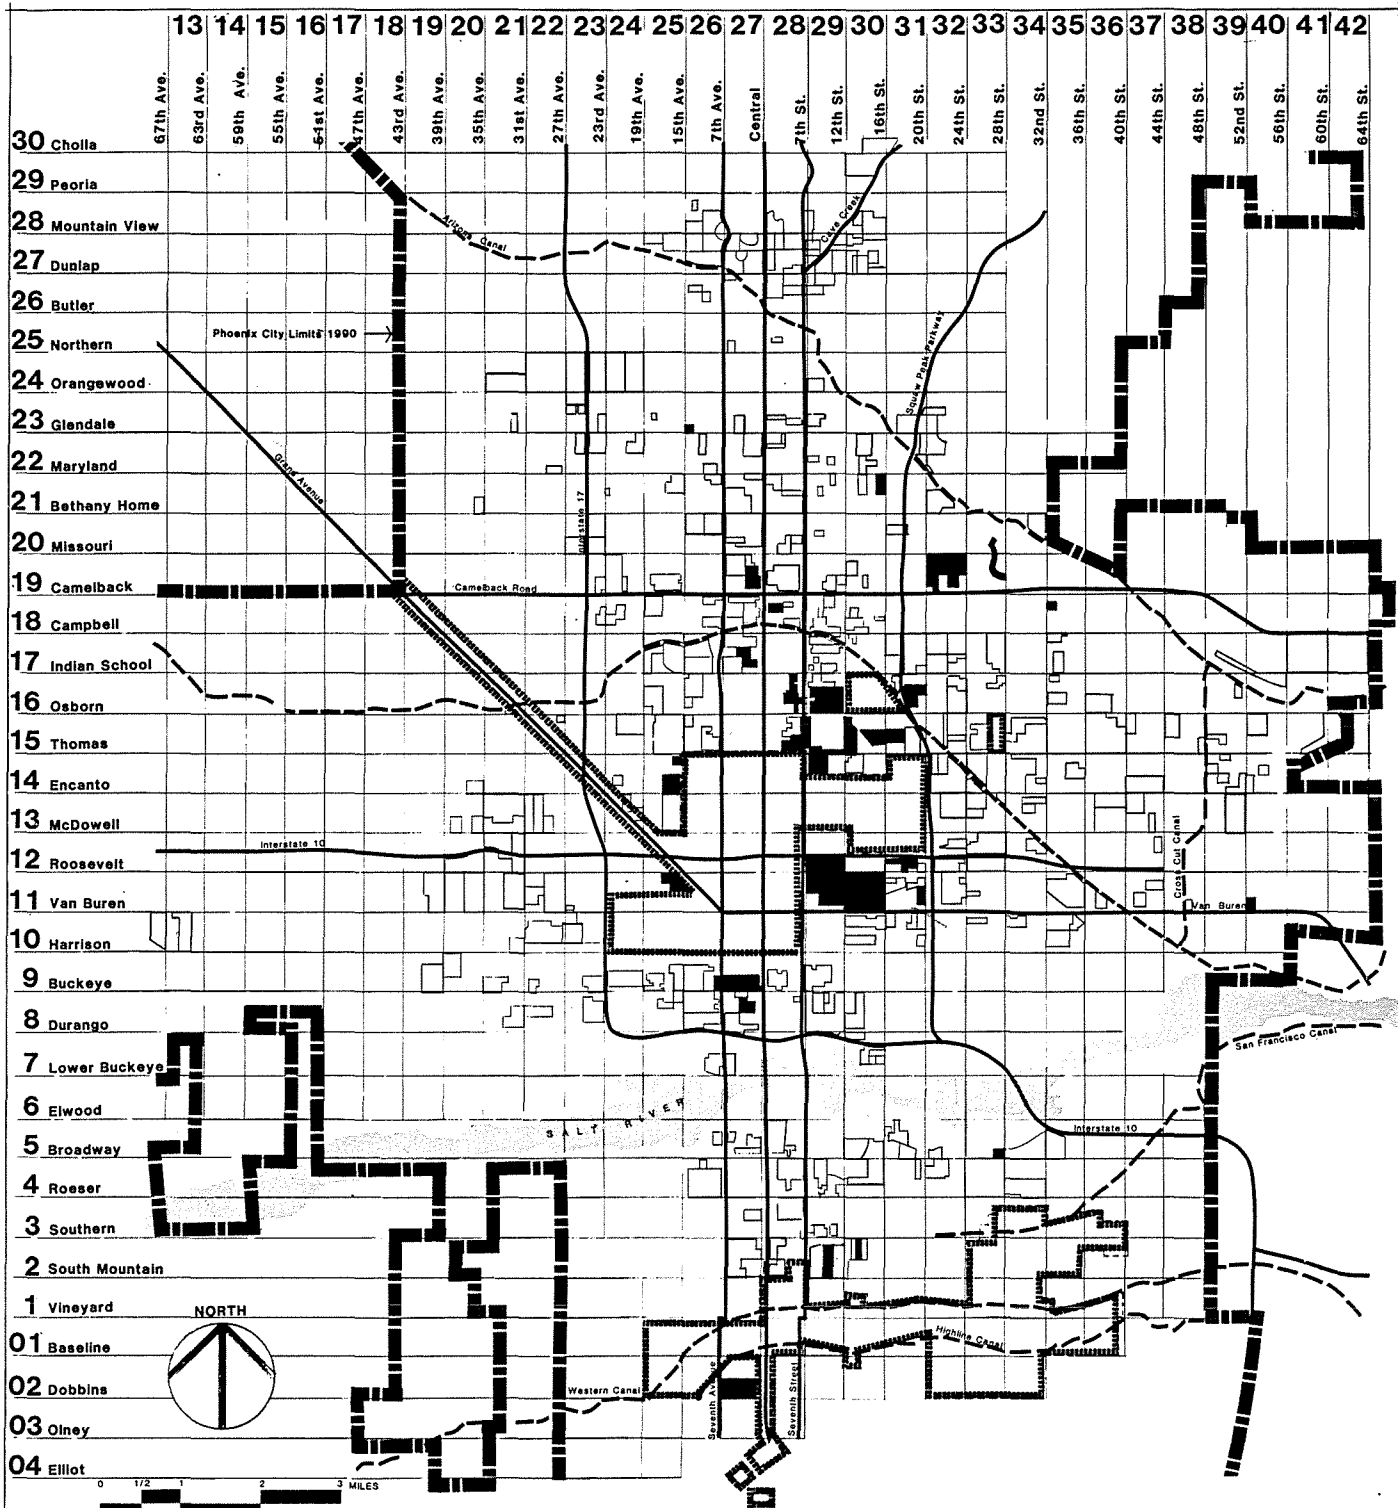 13 14 15 16 17 18 19 20 21 22 23 24 25 26 27 28 29 30 31 32 33 34 35 36 37 38 39 40 41 42
67th Ave. 63rd Ave. 59th Ave. 55th Ave. 51st Ave. 47th Ave. 43rd Ave. 39th Ave. 35th Ave. 31st Ave. 27th Ave. 23rd Ave. 19th Ave. 15th Ave. 7th Ave. Central 7th St. 12th St. 16th St. 20th St. 24th St. 28th St. 32nd St. 36th St. 40th St. 44th St. 48th St. 52nd St. 56th St. 60th St. 64th St.
30 Cholla
29 Peoria
28 Mountain View
Arizona Canal
Cave Creek
27 Dunlap
26 Butler
Phoenix City Limits 1990
25 Northern
Squaw Peak Parkway
24 Orangewood
23 Glendale
22 Maryland
Grand Avenue
21 Bethany Home
Interstate 17
20 Missouri
19 Camelback
Camelback Road
18 Campbell
17 Indian School
16 Osborn
15 Thomas
14 Encanto
13 McDowell
Interstate 10
12 Roosevelt
Cross Cut Canal
11 Van Buren
Van Buren
10 Harrison
9 Buckeye
8 Durango
San Francisco Canal
7 Lower Buckeye
6 Elwood
SALT RIVER
Interstate 10
5 Broadway
4 Roeser
3 Southern
2 South Mountain
1 Vineyard
NORTH
01 Baseline
Highline Canal
02 Dobbins
Western Canal
Seventh Avenue
Seventh Street
03 Olney
04 Elliot
0 1/2 1 2 3 MILES